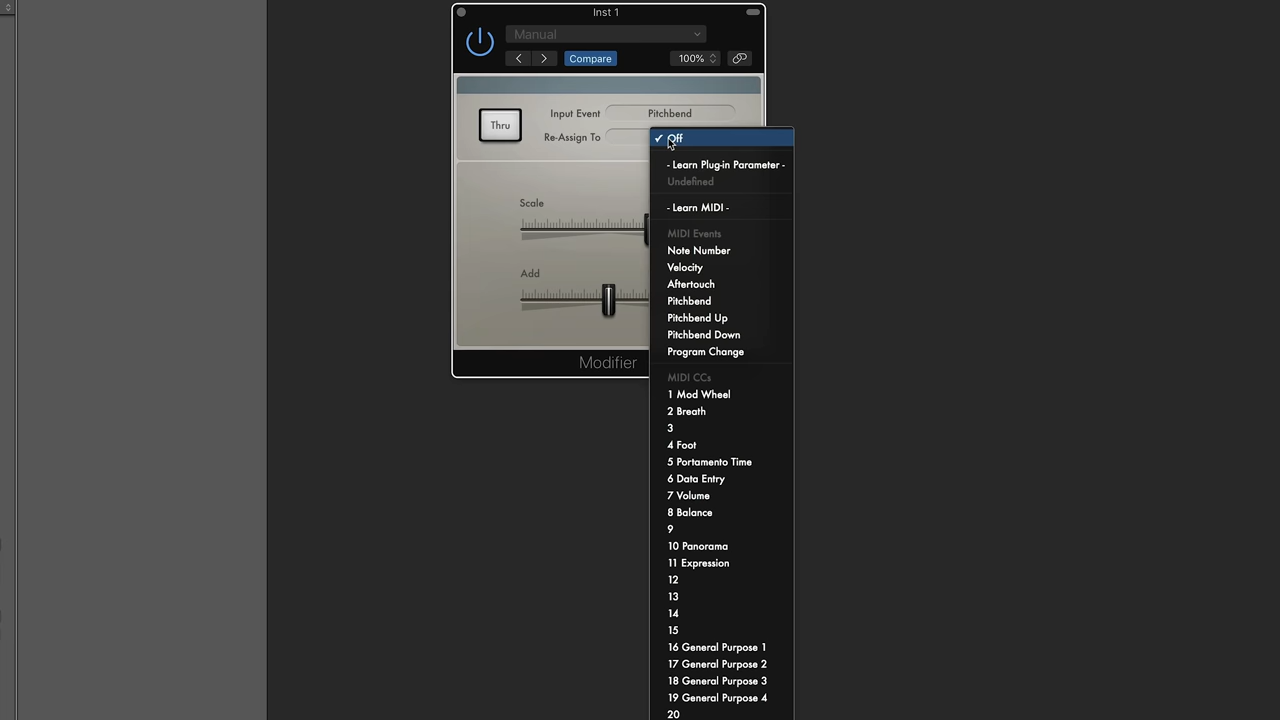 Inst 1
Manual
Compare
100%
Thru
Input Event
Pitchbend
Re-Assign To
Off
- Learn Plug-in Parameter -
Undefined
- Learn MIDI -
Scale
MIDI Events
Note Number
Velocity
Add
Aftertouch
Pitchbend
Pitchbend Up
Pitchbend Down
Program Change
Modifier
MIDI CCs
1 Mod Wheel
2 Breath
3
4 Foot
5 Portamento Time
6 Data Entry
7 Volume
8 Balance
9
10 Panorama
11 Expression
12
13
14
15
16 General Purpose 1
17 General Purpose 2
18 General Purpose 3
19 General Purpose 4
20